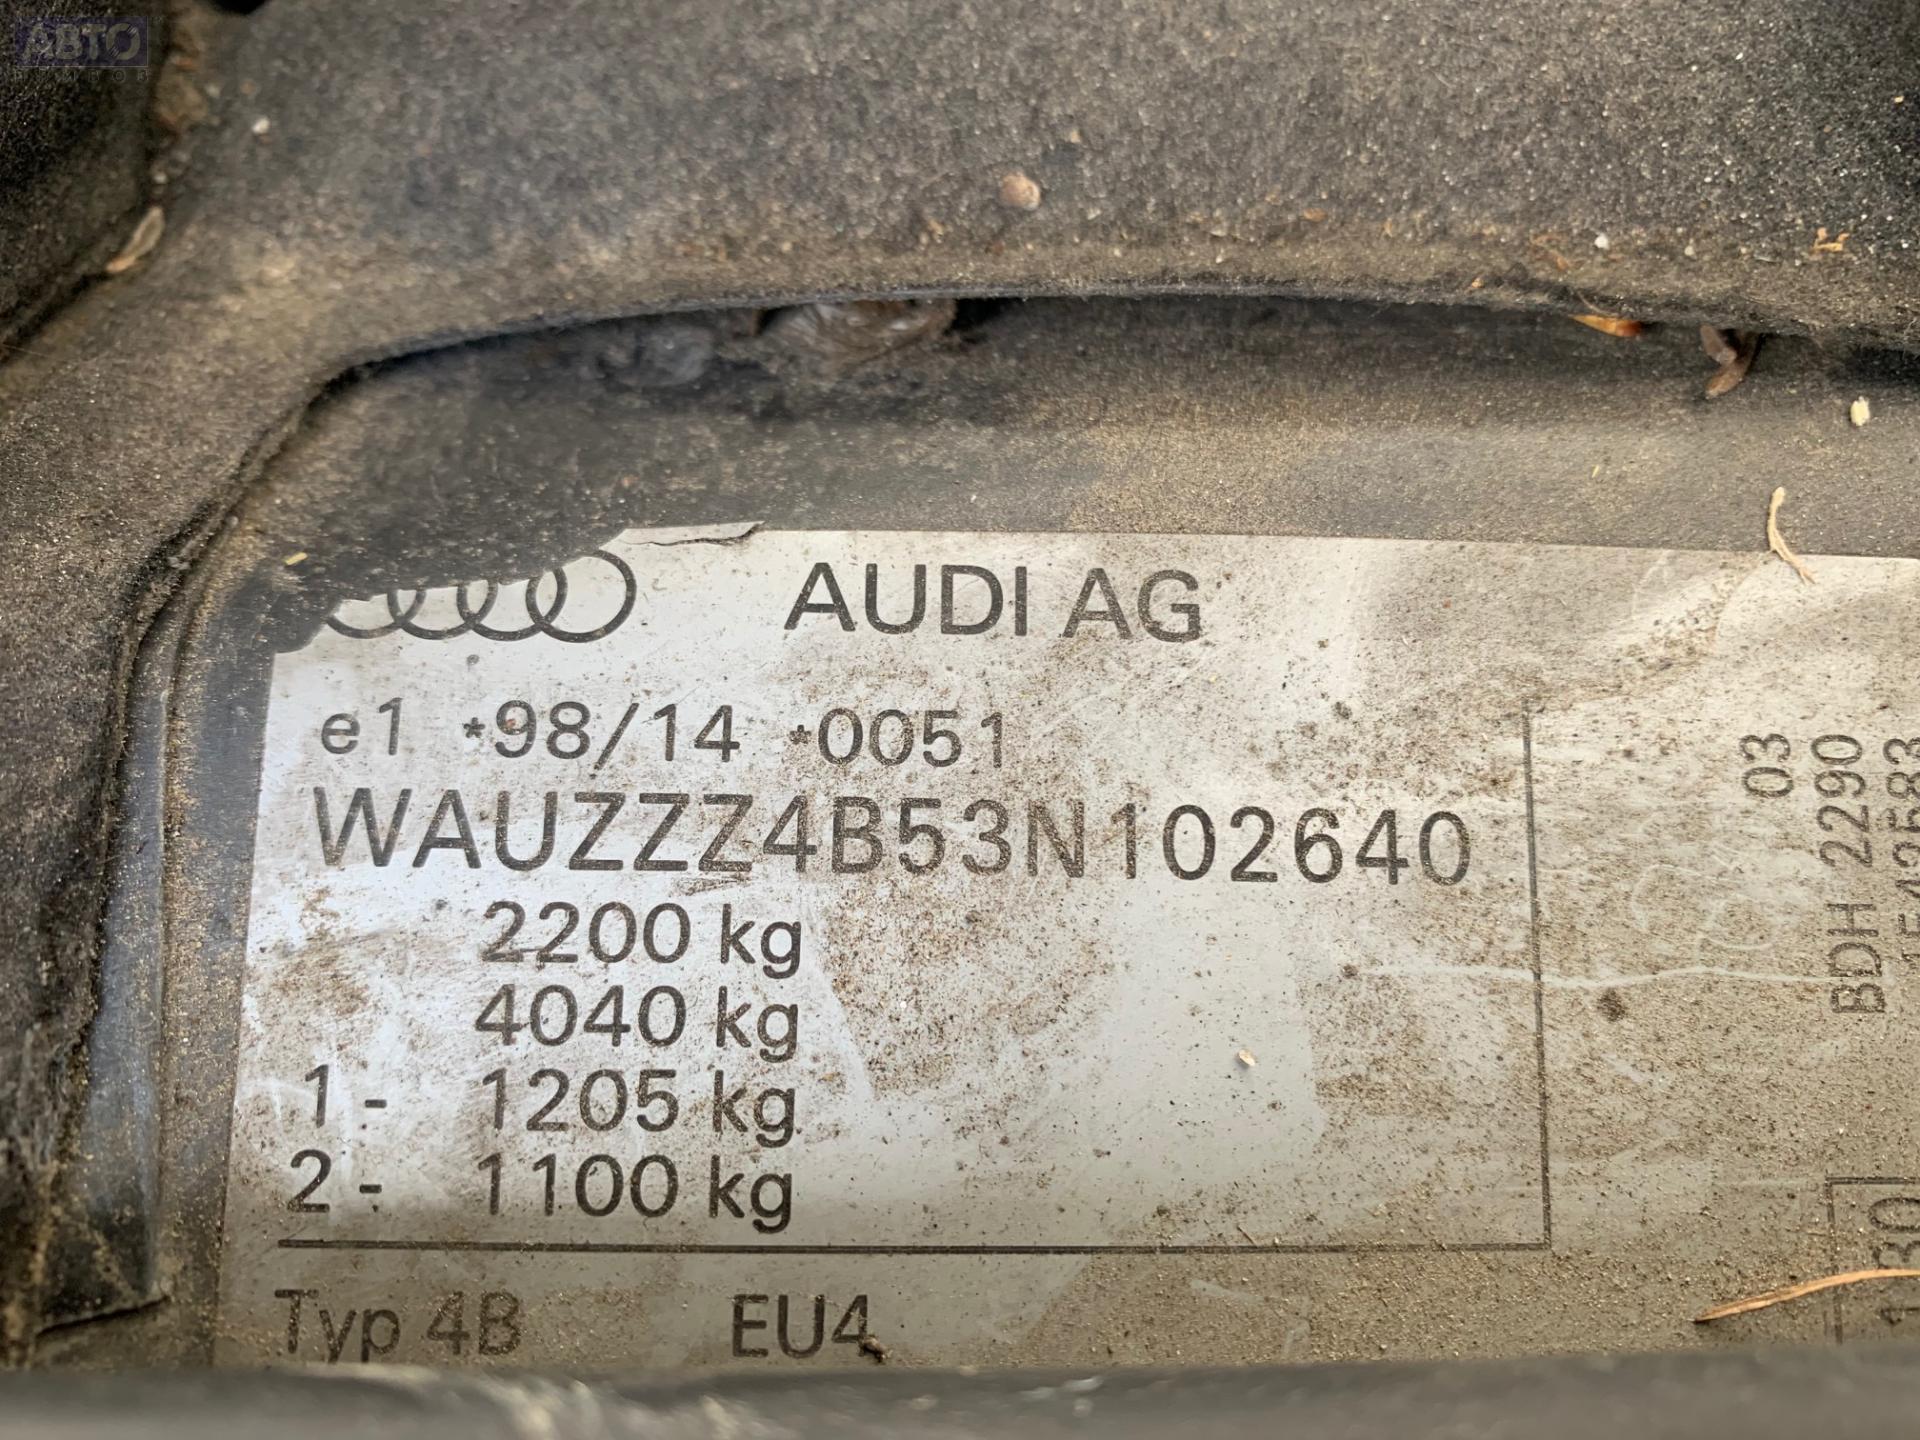 АВТО
AUDI AG
e1 *98/14 *0051
WAUZZZ4B53N102640
2200 kg
4040 kg
1- 1205 kg
2- 1100 kg
Typ 4B EU4
03
BDH 2290